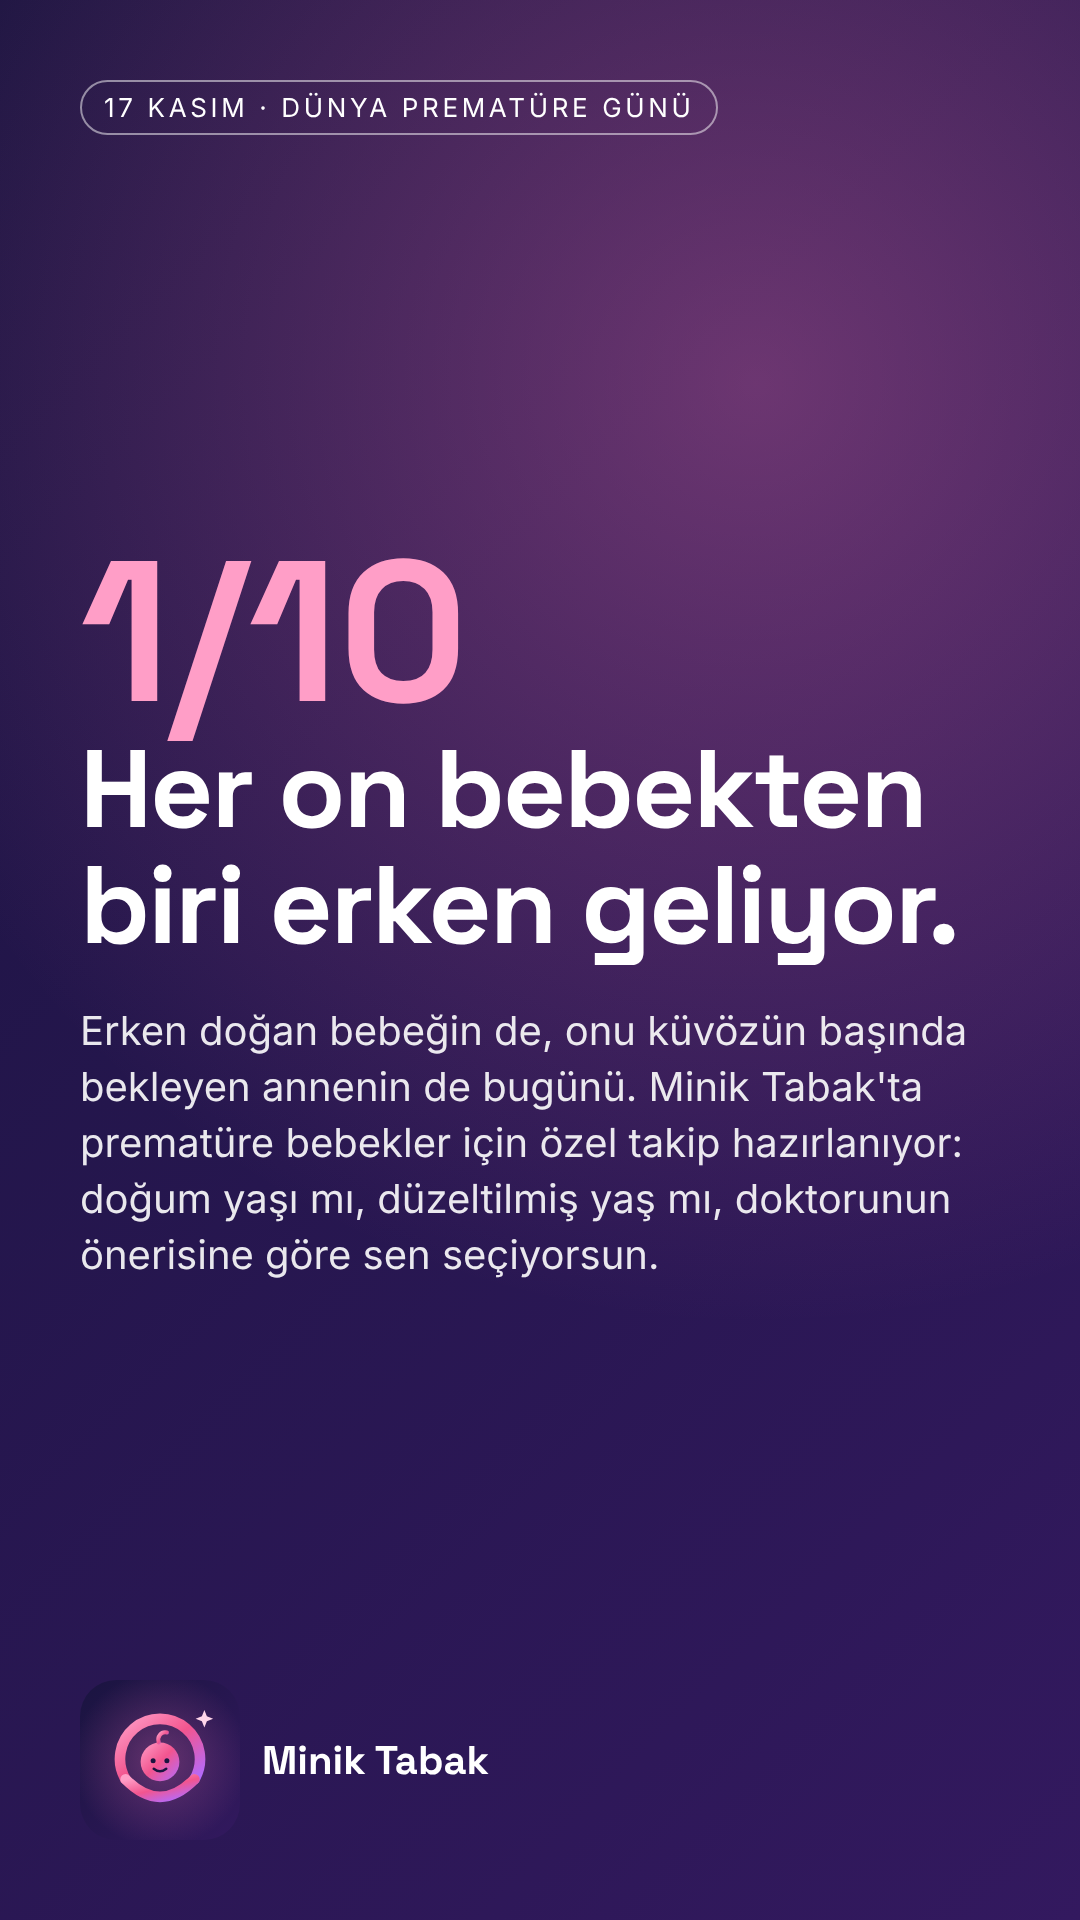 17 KASIM · DÜNYA PREMATÜRE GÜNÜ
1/10
Her on bebekten
biri erken geliyor.
Erken doğan bebeğin de, onu küvözün başında
bekleyen annenin de bugünü. Minik Tabak'ta
prematüre bebekler için özel takip hazırlanıyor:
doğum yaşı mı, düzeltilmiş yaş mı, doktorunun
önerisine göre sen seçiyorsun.
Minik Tabak